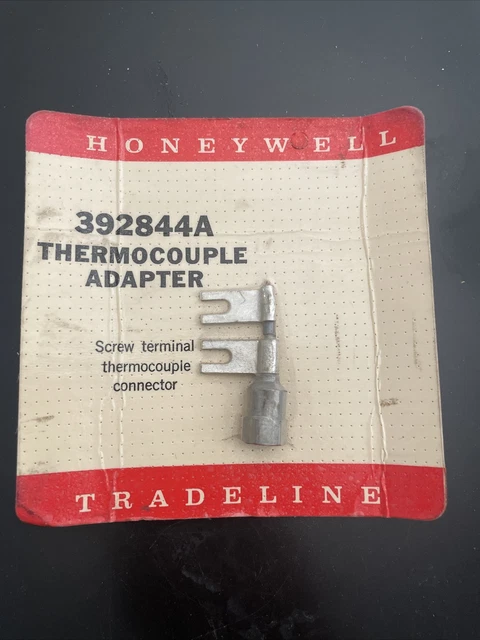 HONEYWELL
392844A
THERMOCOUPLE
ADAPTER
Screw terminal
thermocouple
connector
TRADELINE